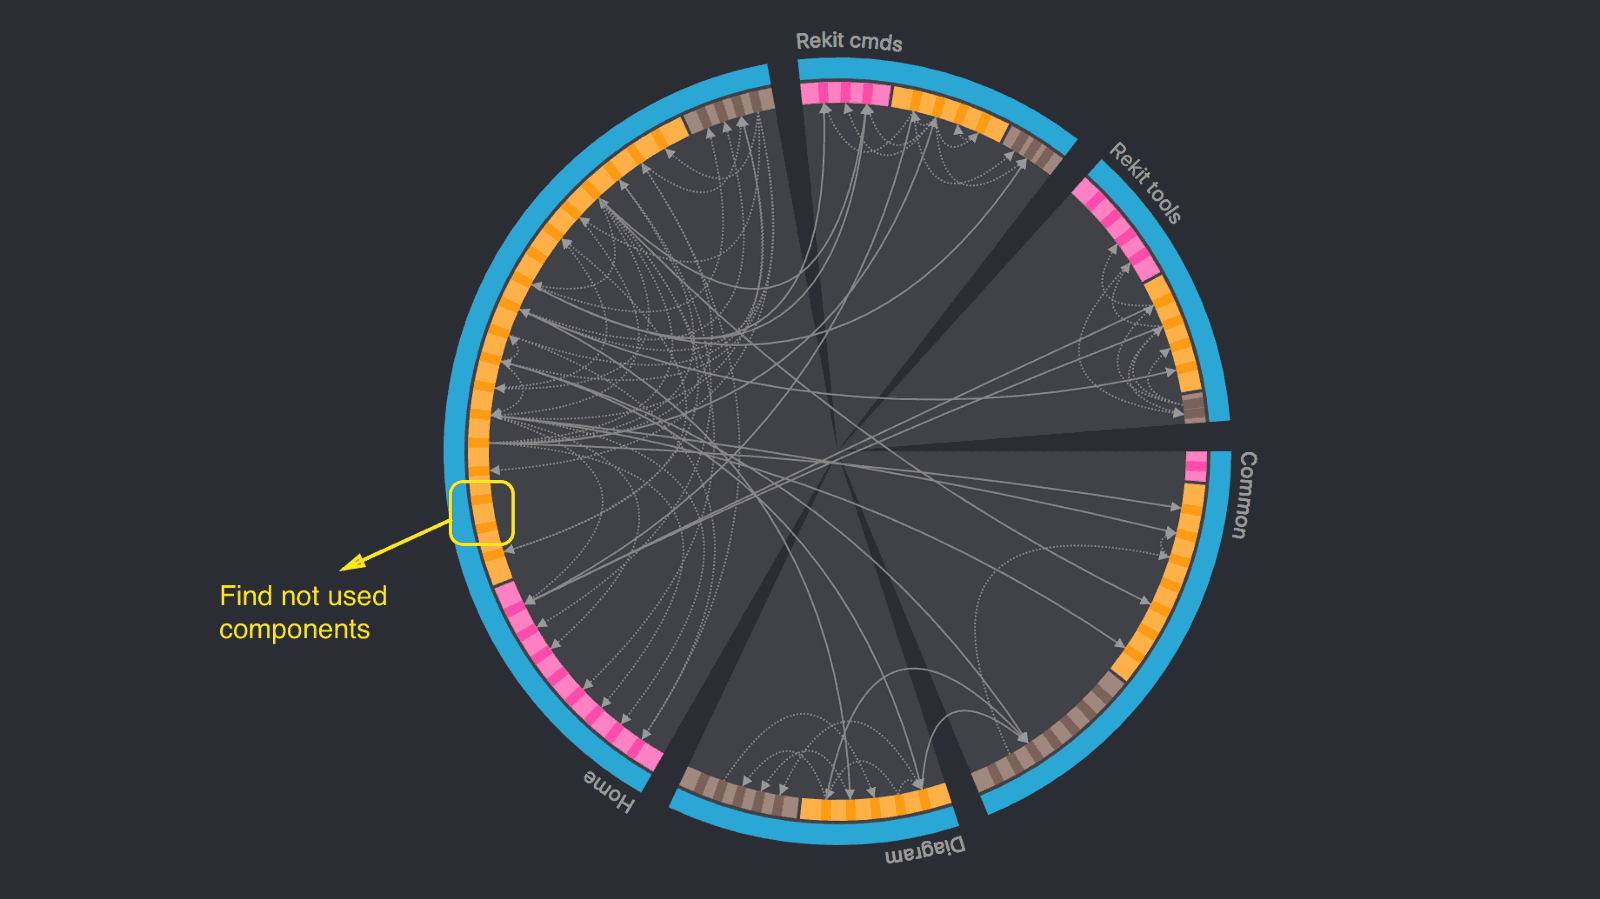 Rekit cmds
Rekit tools
Common
Find not used
components
Home
Diagram